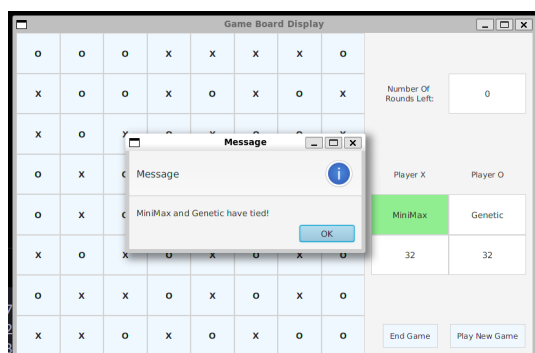 Game Board Display
O O O X X X X O
X O O X O X O X
Number Of
Rounds Left:
0
X O
O X
O X
X O
O X X O X X X O
X X O X O X O O
Message
Message
MiniMax and Genetic have tied!
OK
Player X Player O
MiniMax Genetic
32 32
End Game Play New Game